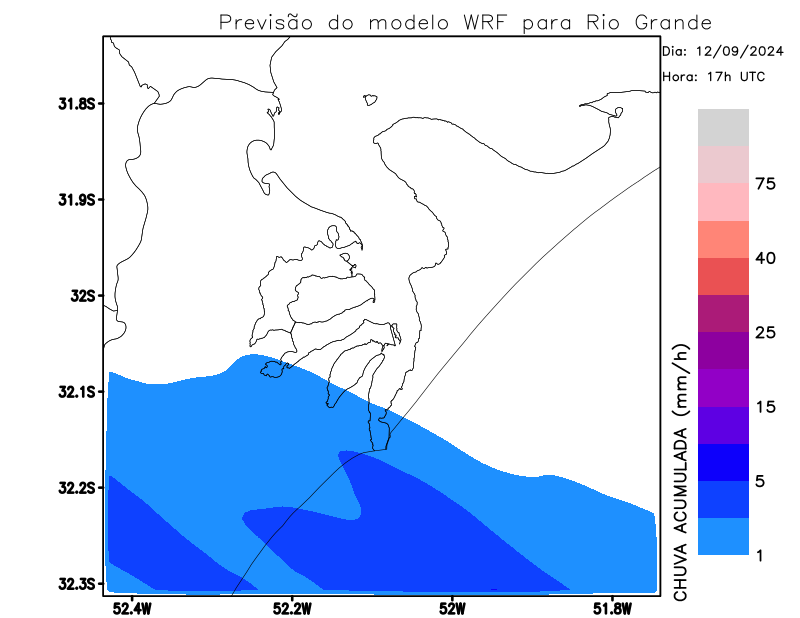 Previsão do modelo WRF para Rio Grande
Dia: 12/09/2024
Hora: 17h UTC
31.8S
31.9S
32S
32.1S
32.2S
32.3S
52.4W
52.2W
52W
51.8W
75
40
25
15
5
1
CHUVA ACUMULADA (mm/h)